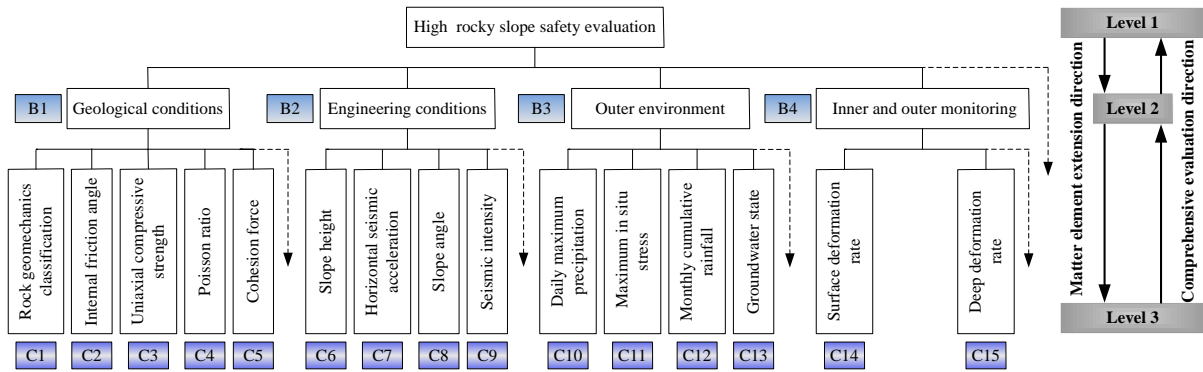 High rocky slope safety evaluation
Level 1
B1
Geological conditions
B2
Engineering conditions
B3
Outer environment
B4
Inner and outer monitoring
Level 2
Rock geomechanics
classification
Internal friction angle
Uniaxial compressive
strength
Poisson ratio
Cohesion force
Slope height
Horizontal seismic
acceleration
Slope angle
Seismic intensity
Daily maximum
precipitation
Maximum in situ
stress
Monthly cumulative
rainfall
Groundwater state
Surface deformation
rate
Deep deformation
rate
Matter element extension direction
Comprehensive evaluation direction
Level 3
C1
C2
C3
C4
C5
C6
C7
C8
C9
C10
C11
C12
C13
C14
C15